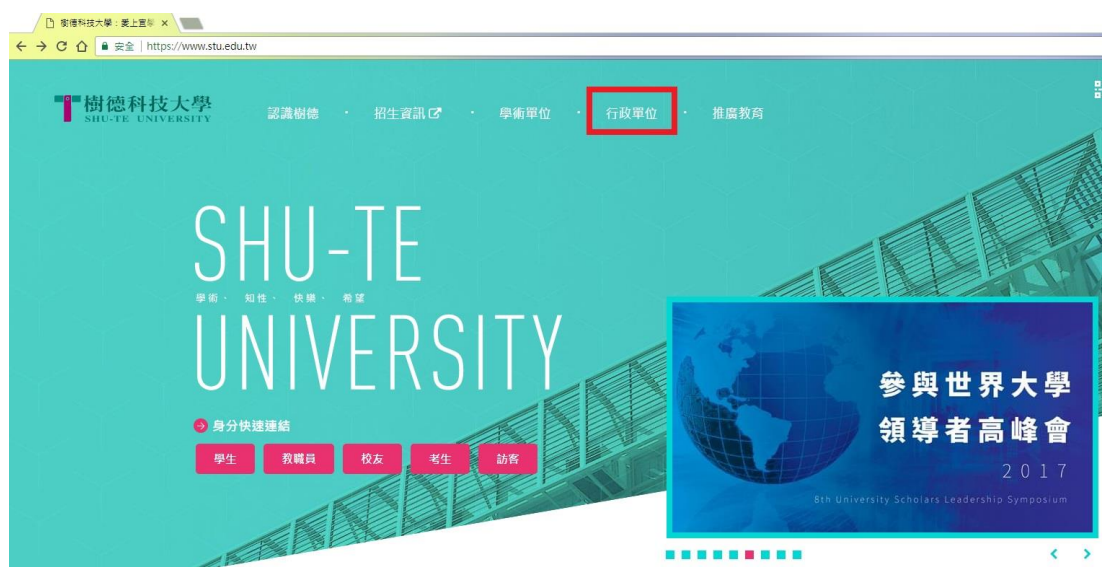 樹德科技大學：愛上宣學
安全 | https://www.stu.edu.tw
樹德科技大學
SHU-TE UNIVERSITY
認識樹德 · 招生資訊 · 學術單位 · 行政單位 · 推廣教育
SHU-TE
學術· 知性· 快樂· 希望
UNIVERSITY
身分快速連結
學生 教職員 校友 考生 訪客
參與世界大學
領導者高峰會
2017
8th University Scholars Leadership Symposium